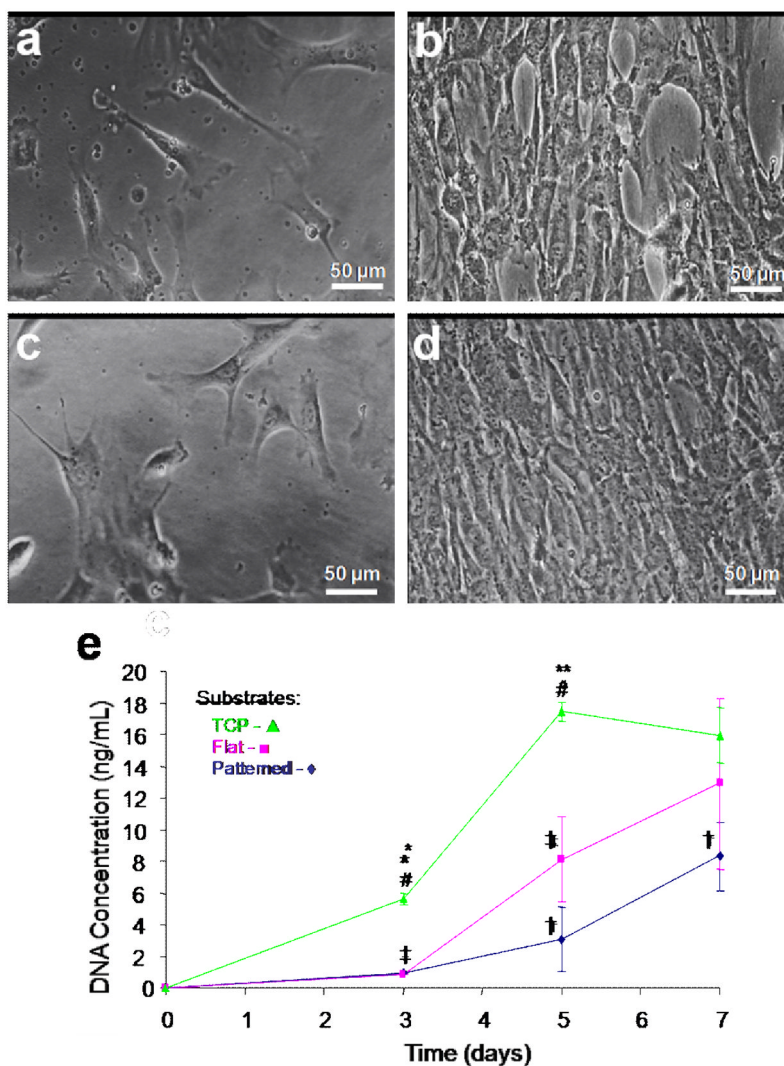 a
b
50 µm
50 µm
c
d
50 µm
50 µm
C
e
20
18
16
14
12
10
8
6
4
2
0
DNA Concentration (ng/mL)
Substrates:
TCP -
Flat -
Patterned -
*
*
#
‡
**
#
‡
†
†
0
1
2
3
4
5
6
7
Time (days)